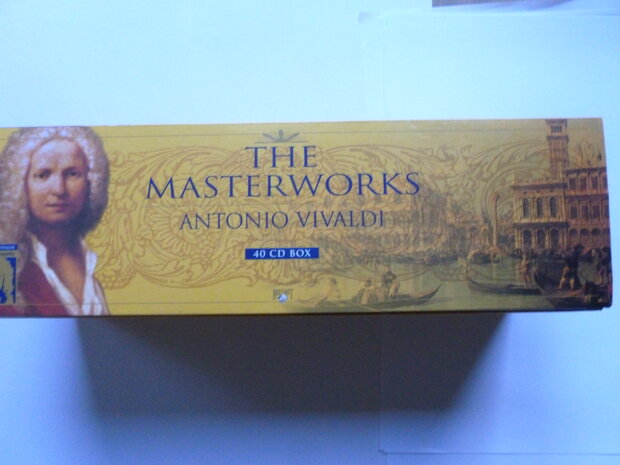 THE
MASTERWORKS
ANTONIO VIVALDI
40 CD BOX